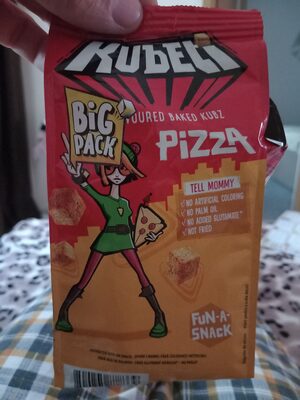 KUBETI
BIG
PACK
OURED BAKED KUBZ
PIZZA
TELL MOMMY
NO ARTIFICIAL COLORING
NO PALM OIL
NO ADDED GLUTAMATE*
NOT FRIED
FUN-A-
SNACK